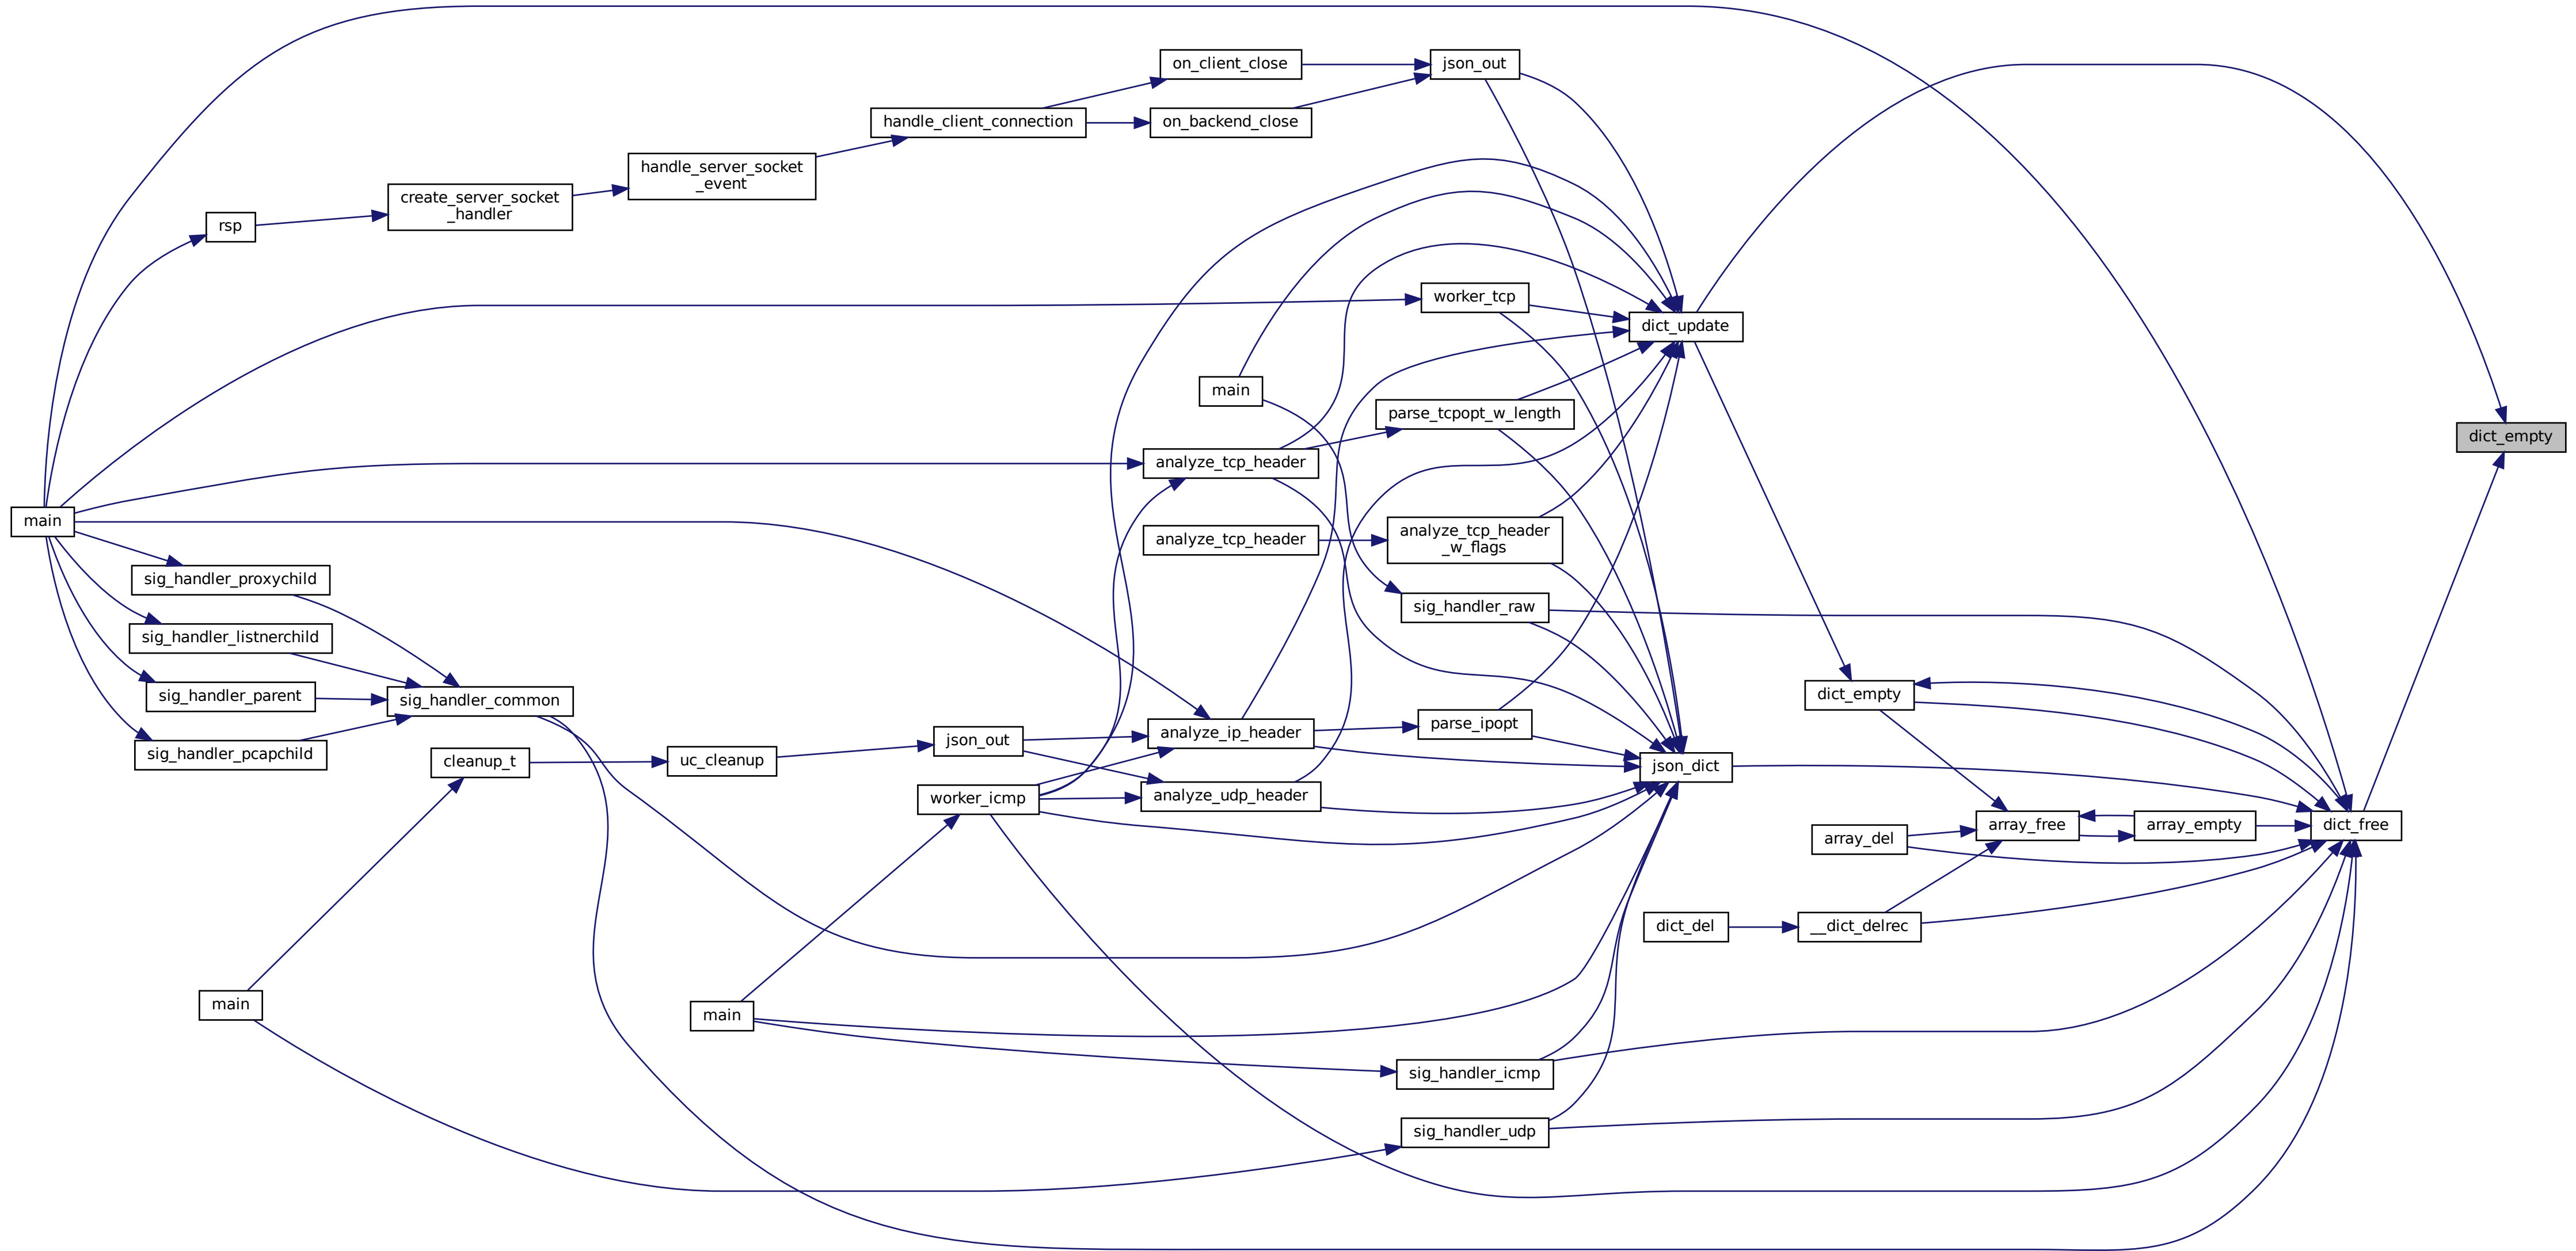 on_client_close
json_out
handle_client_connection
on_backend_close
handle_server_socket
_event
create_server_socket
_handler
rsp
worker_tcp
dict_update
main
parse_tcpopt_w_length
dict_empty
analyze_tcp_header
main
analyze_tcp_header
_w_flags
analyze_tcp_header
sig_handler_proxychild
sig_handler_raw
sig_handler_listnerchild
sig_handler_parent
sig_handler_common
dict_empty
parse_ipopt
analyze_ip_header
json_out
sig_handler_pcapchild
cleanup_t
uc_cleanup
json_dict
worker_icmp
analyze_udp_header
array_del
array_free
array_empty
dict_free
dict_del
__dict_delrec
main
main
sig_handler_icmp
sig_handler_udp